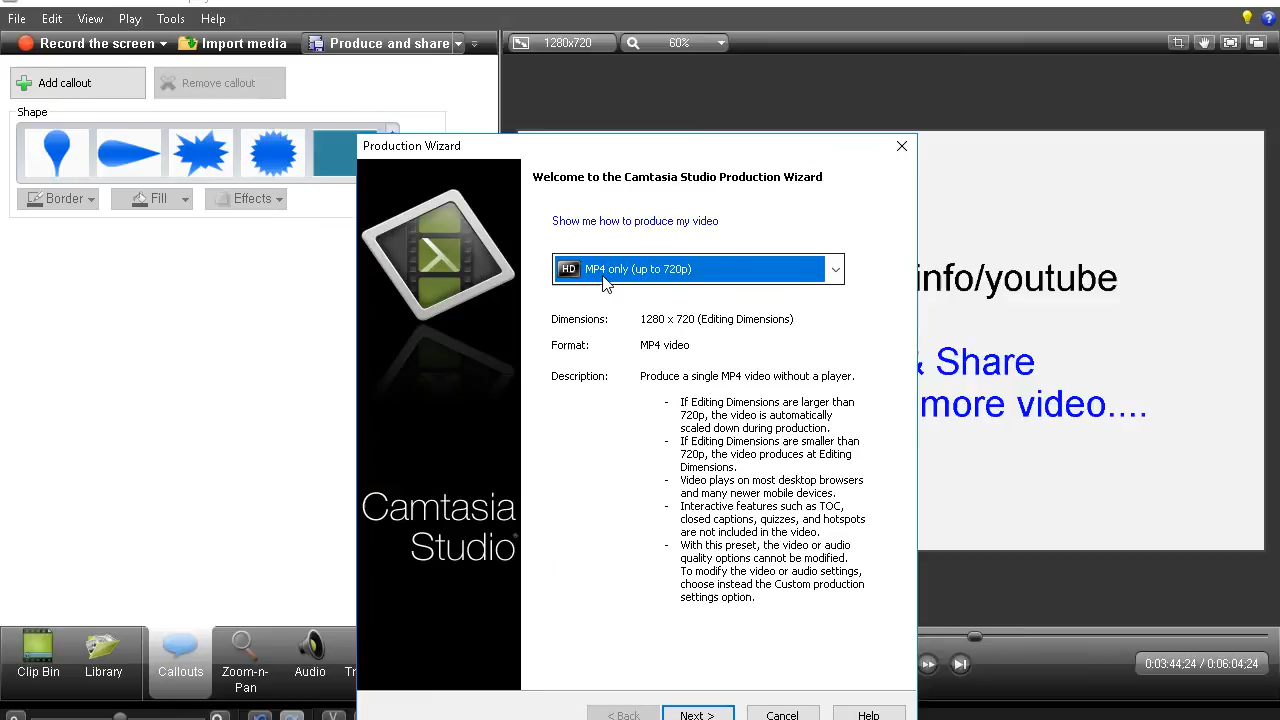 File Edit View Play Tools Help
Record the screen Import media Produce and share 1280x720 60%
Add callout Remove callout
Shape
Border Fill Effects
Production Wizard
Welcome to the Camtasia Studio Production Wizard
Show me how to produce my video
HD MP4 only (up to 720p)
Dimensions: 1280 x 720 (Editing Dimensions)
Format: MP4 video
Description: Produce a single MP4 video without a player.
- If Editing Dimensions are larger than
720p, the video is automatically
scaled down during production.
- If Editing Dimensions are smaller than
720p, the video produces at Editing
Dimensions.
- Video plays on most desktop browsers
and many newer mobile devices.
- Interactive features such as TOC,
closed captions, quizzes, and hotspots
are not included in the video.
- With this preset, the video or audio
quality options cannot be modified.
To modify the video or audio settings,
choose instead the Custom production
settings option.
Camtasia
Studio
info/youtube
& Share
more video....
Clip Bin Library Callouts Zoom-n-
Pan Audio Tr
0:03:44;24 / 0:06:04;24
< Back Next > Cancel Help